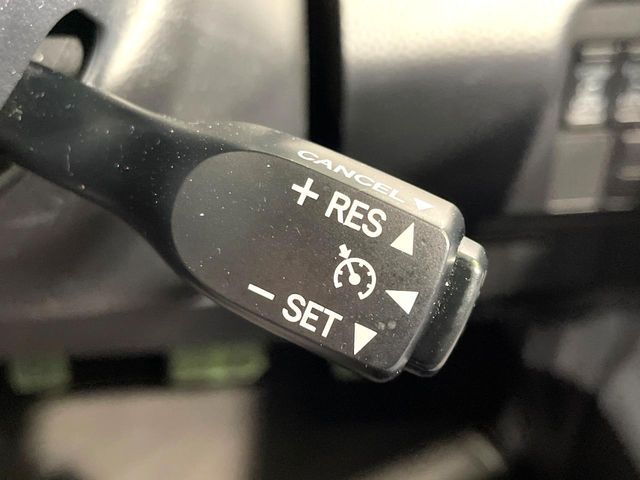 CANCEL ▼
+ RES ▲
◀
- SET ▼